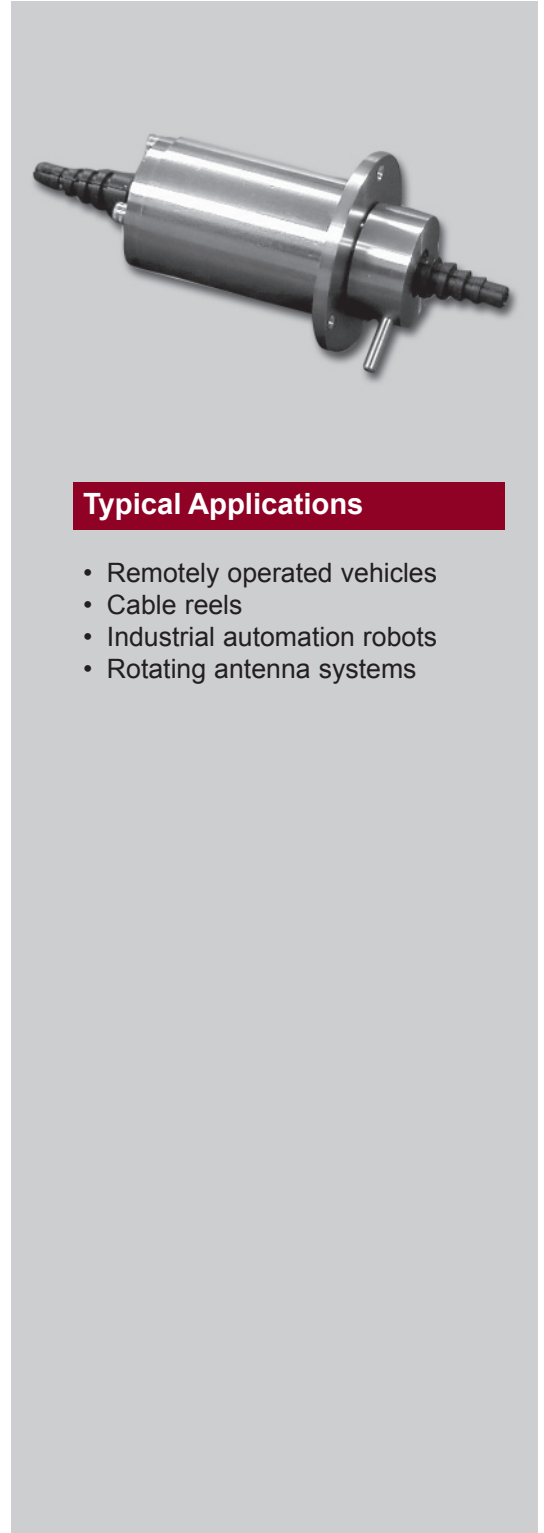 Typical Applications
• Remotely operated vehicles
• Cable reels
• Industrial automation robots
• Rotating antenna systems